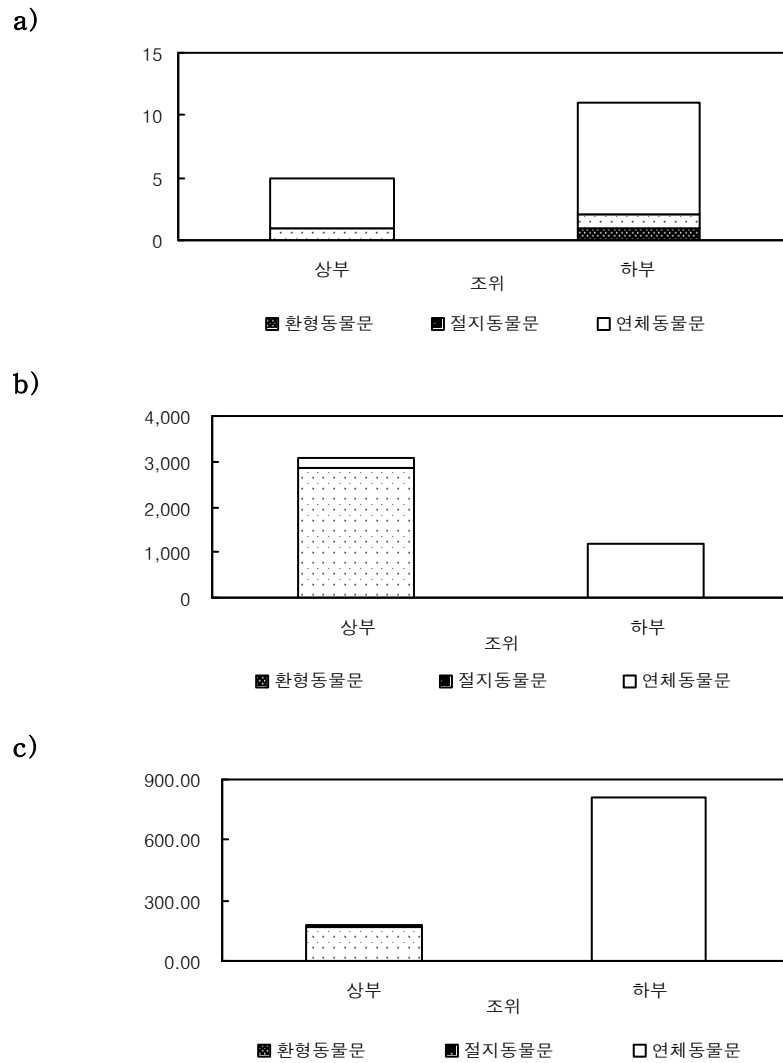 a)
15
10
5
0
상부
하부
조위
환형동물문 절지동물문 연체동물문
b)
4,000
3,000
2,000
1,000
0
상부
하부
조위
환형동물문 절지동물문 연체동물문
c)
900.00
600.00
300.00
0.00
상부
하부
조위
환형동물문 절지동물문 연체동물문